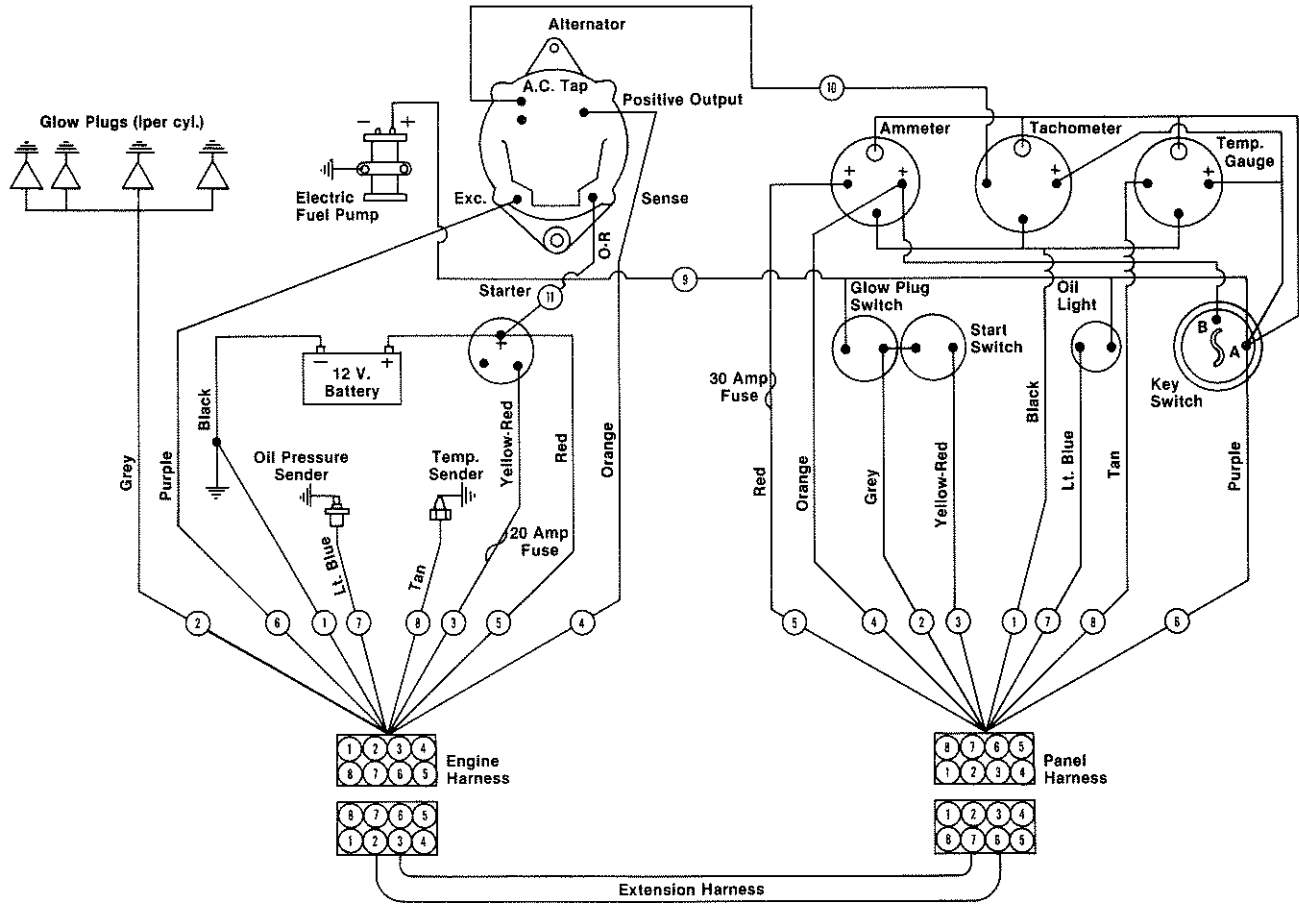 Alternator
A.C. Tap
Positive Output
10
Glow Plugs (Iper cyl.)
- +
Ammeter
Tachometer
Temp.
Gauge
+ + + +
Electric
Fuel Pump
Exc.
Sense
O-R
9
Starter
11
Glow Plug
Switch
Oil
Light
B
A
Start
Switch
+
- +
12 V.
Battery
Key
Switch
30 Amp
Fuse
Black
Grey
Purple
Oil Pressure
Sender
Temp.
Sender
Yellow-Red
Red
Orange
Red
Orange
Grey
Yellow-Red
Black
Lt. Blue
Tan
Purple
20 Amp
Fuse
Lt. Blue
Tan
2 6 1 7 8 3 5 4
5 4 2 3 1 7 8 6
1 2 3 4
8 7 6 5
Engine
Harness
8 7 6 5
1 2 3 4
Panel
Harness
8 7 6 5
1 2 3 4
1 2 3 4
8 7 6 5
Extension Harness